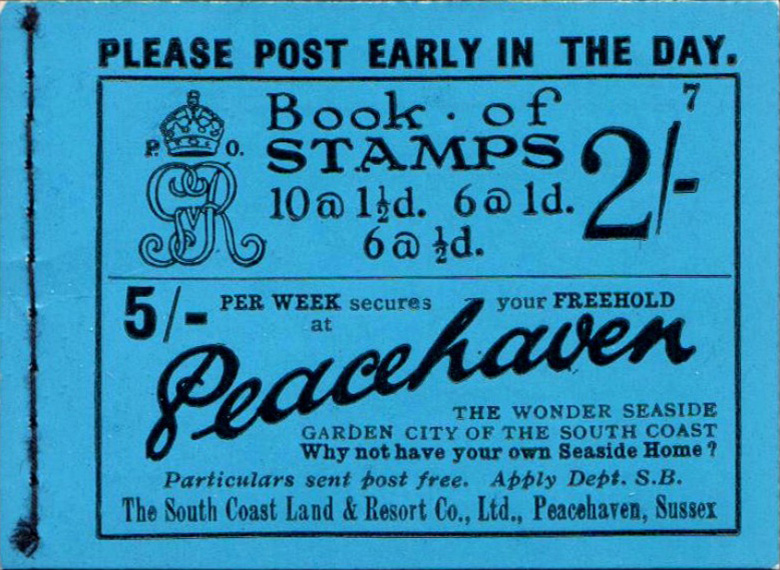 PLEASE POST EARLY IN THE DAY.
7
P. O.
GvR
Book · of
STAMPS
2/-
10 @ 1½d. 6 @ 1d.
6 @ ½d.
5/- PER WEEK secures your FREEHOLD
at
Peacehaven
THE WONDER SEASIDE
GARDEN CITY OF THE SOUTH COAST
Why not have your own Seaside Home?
Particulars sent post free. Apply Dept. S.B.
The South Coast Land & Resort Co., Ltd., Peacehaven, Sussex